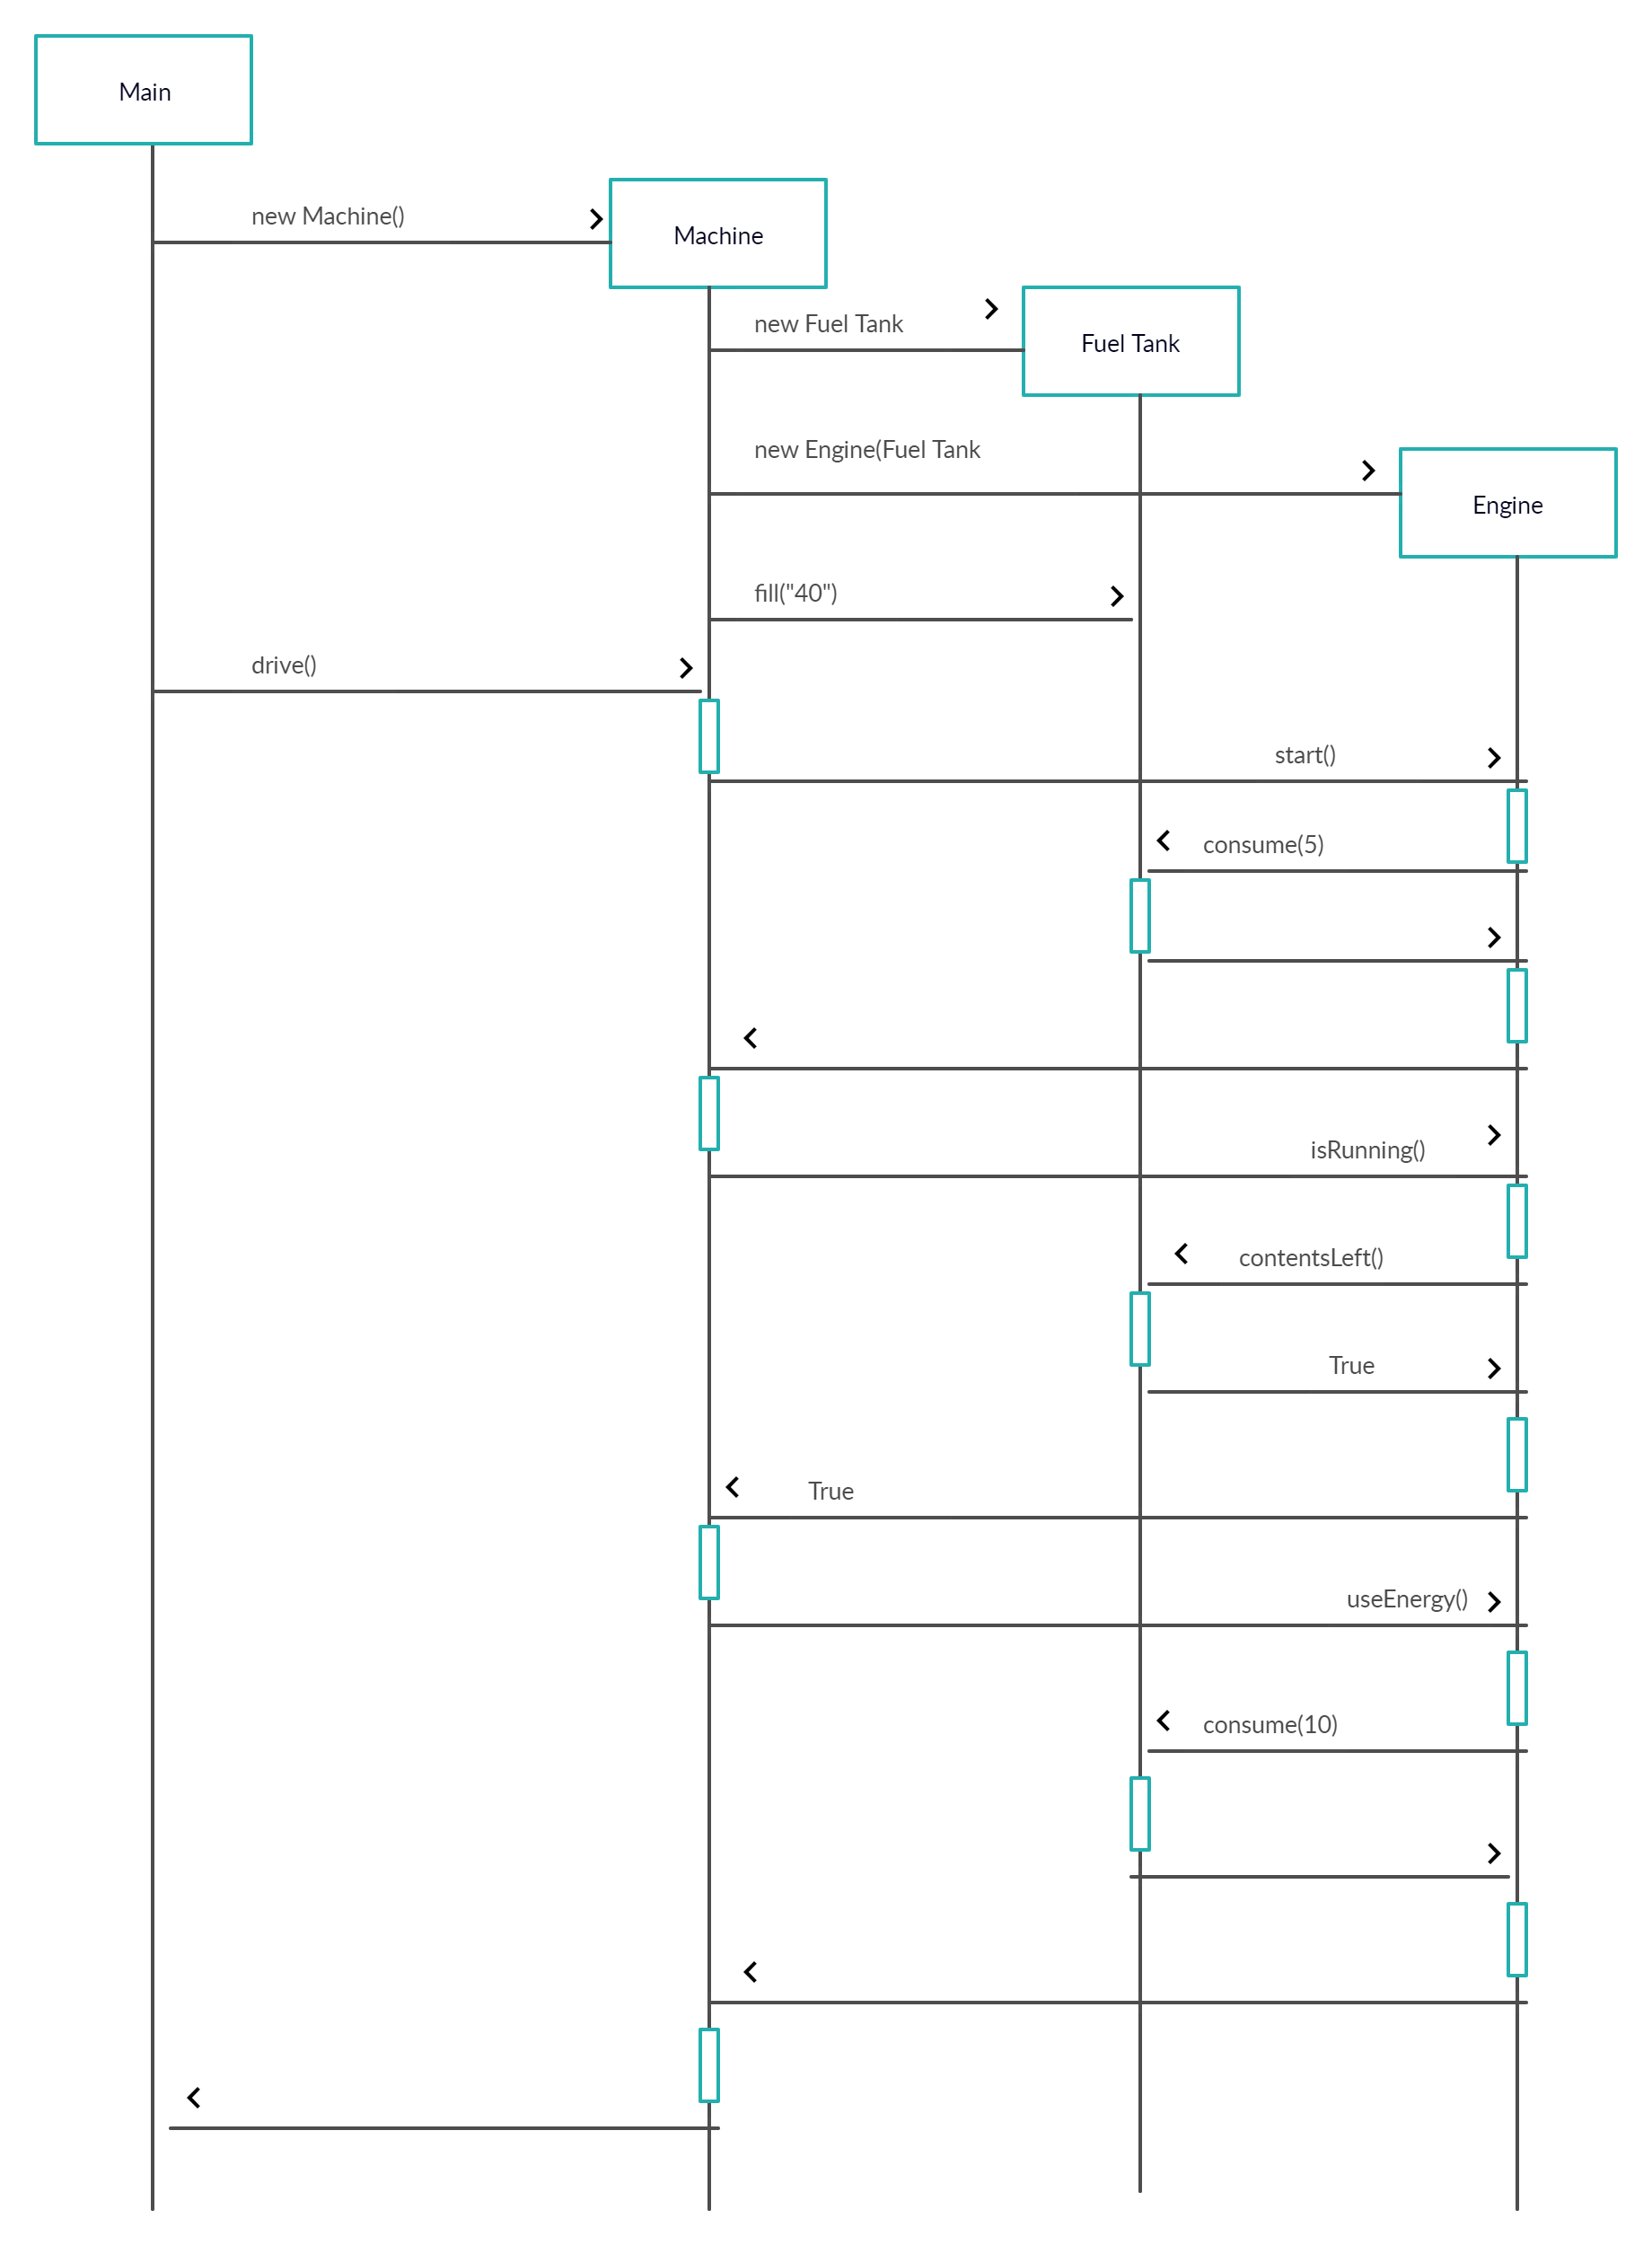 Main
new Machine()
Machine
new Fuel Tank
Fuel Tank
new Engine(Fuel Tank
Engine
fill("40")
drive()
start()
consume(5)
isRunning()
contentsLeft()
True
True
useEnergy()
consume(10)